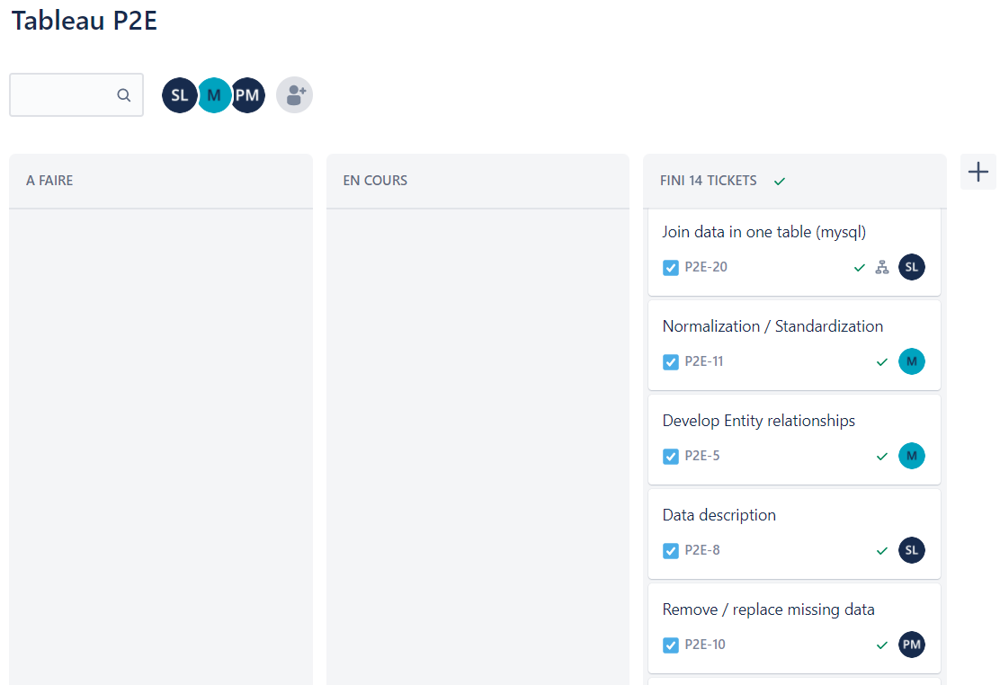 Tableau P2E
SL M PM
A FAIRE
EN COURS
FINI 14 TICKETS
Join data in one table (mysql)
P2E-20 SL
Normalization / Standardization
P2E-11 M
Develop Entity relationships
P2E-5 M
Data description
P2E-8 SL
Remove / replace missing data
P2E-10 PM